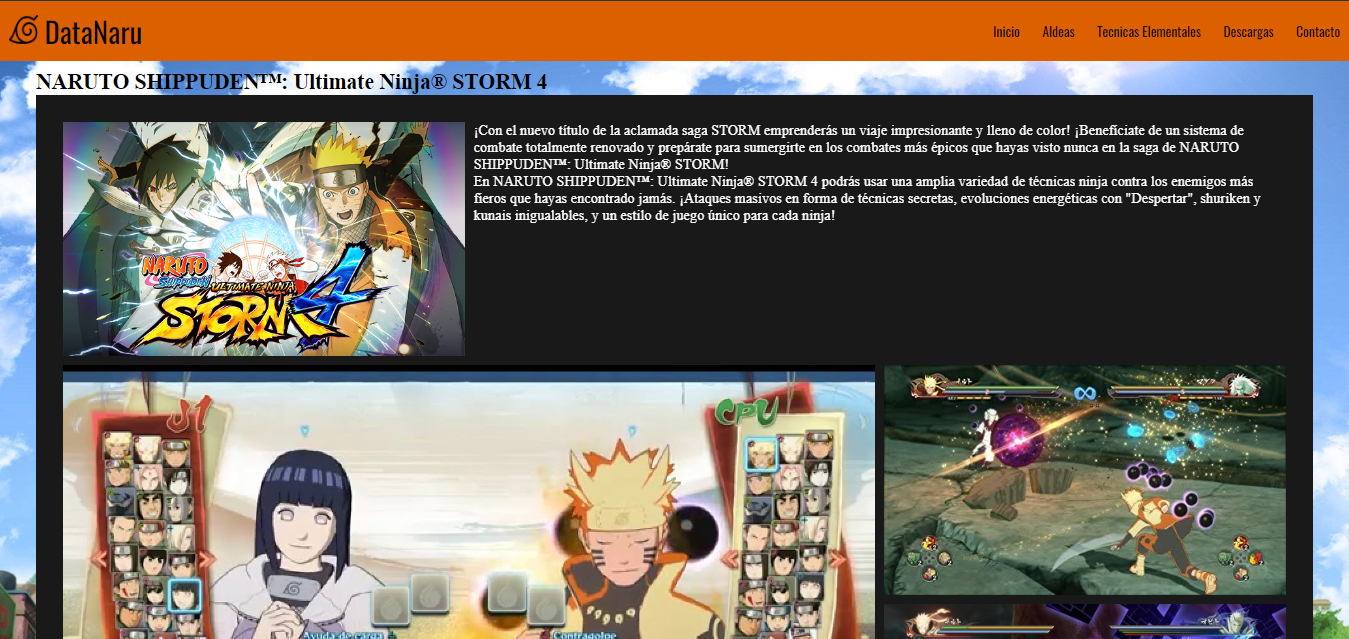 DataNaru
Inicio Aldeas Tecnicas Elementales Descargas Contacto
NARUTO SHIPPUDEN™: Ultimate Ninja® STORM 4
¡Con el nuevo título de la aclamada saga STORM emprenderás un viaje impresionante y lleno de color! ¡Benefíciate de un sistema de
combate totalmente renovado y prepárate para sumergirte en los combates más épicos que hayas visto nunca en la saga de NARUTO
SHIPPUDEN™: Ultimate Ninja® STORM!
En NARUTO SHIPPUDEN™: Ultimate Ninja® STORM 4 podrás usar una amplia variedad de técnicas ninja contra los enemigos más
fieros que hayas encontrado jamás. ¡Ataques masivos en forma de técnicas secretas, evoluciones energéticas con "Despertar", shuriken y
kunais inigualables, y un estilo de juego único para cada ninja!
NARUTO
SHIPPUDEN
ULTIMATE NINJA
STORM 4
J1
CPU
Ayuda de carga
Contragolpe